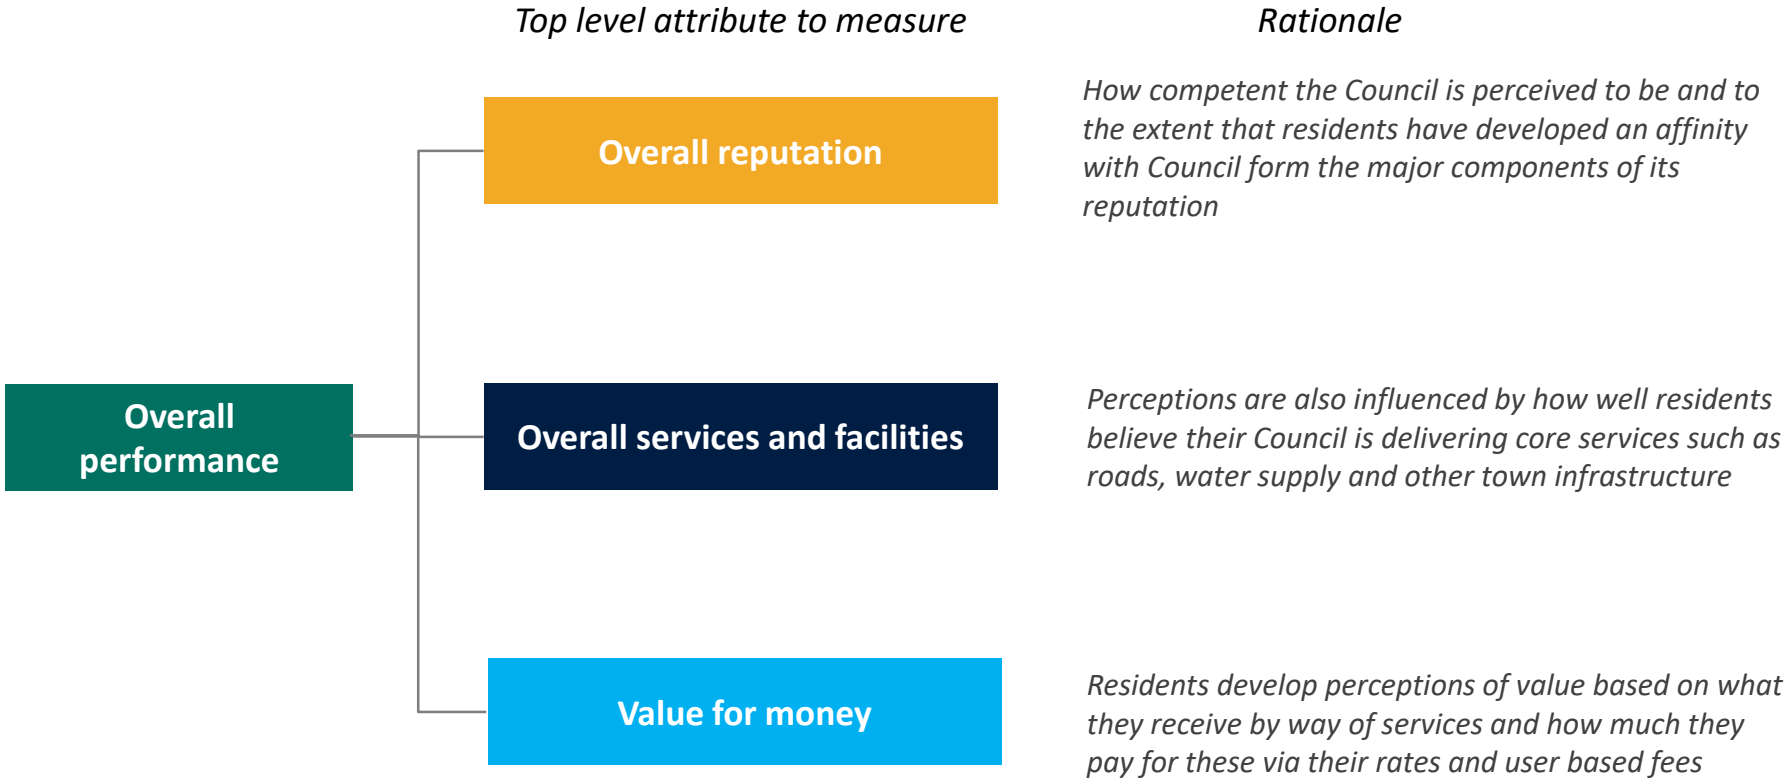 Top level attribute to measure
Rationale
Overall reputation
How competent the Council is perceived to be and to
the extent that residents have developed an affinity
with Council form the major components of its
reputation
Overall
performance
Overall services and facilities
Perceptions are also influenced by how well residents
believe their Council is delivering core services such as
roads, water supply and other town infrastructure
Value for money
Residents develop perceptions of value based on what
they receive by way of services and how much they
pay for these via their rates and user based fees